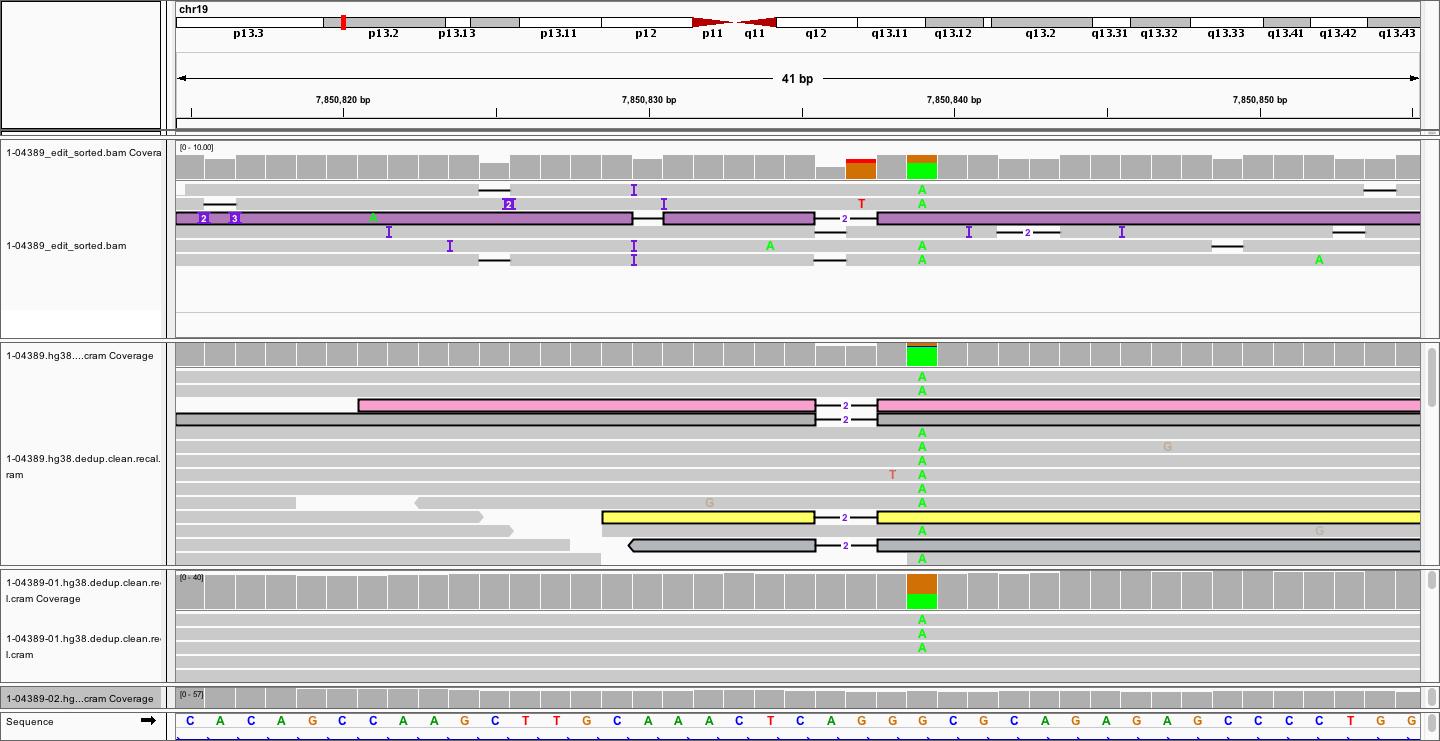 chr19
p13.3 p13.2 p13.13 p13.11 p12 p11 q11 q12 q13.11 q13.12 q13.2 q13.31 q13.32 q13.33 q13.41 q13.42 q13.43
41 bp
7,850,820 bp 7,850,830 bp 7,850,840 bp 7,850,850 bp
1-04389_edit_sorted.bam Covera
[0 - 10.00]
A
2 T A
2 3 A 2
2
1-04389_edit_sorted.bam
A A
A A
1-04389.hg38....cram Coverage
A
A
2
2
A
1-04389.hg38.dedup.clean.recal.
ram
A G
A
T A
A
G A
2
A G
2
A
1-04389-01.hg38.dedup.clean.re
l.cram Coverage
[0 - 40]
1-04389-01.hg38.dedup.clean.re
l.cram
A
A
A
1-04389-02.hg...cram Coverage
[0 - 57]
Sequence
C A C A G C C A A G C T T G C A A A C T C A G G G C G C A G A G A G C C C C T G G